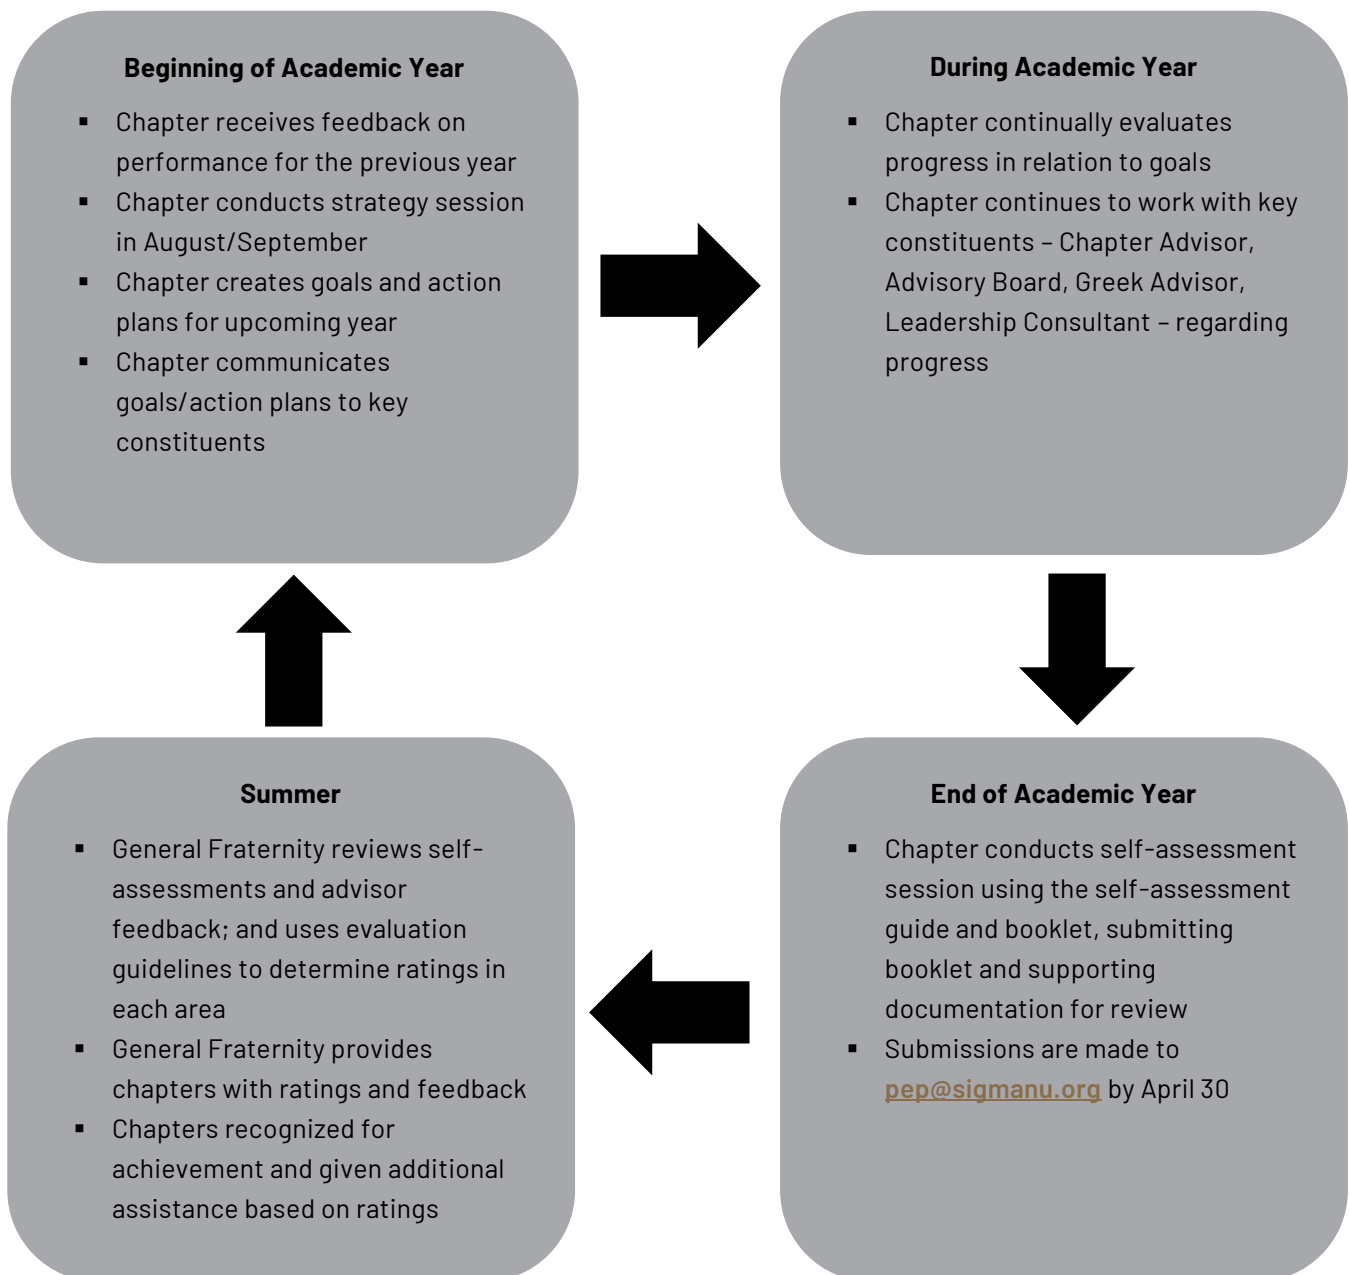 Beginning of Academic Year
▪ Chapter receives feedback on
performance for the previous year
▪ Chapter conducts strategy session
in August/September
▪ Chapter creates goals and action
plans for upcoming year
▪ Chapter communicates
goals/action plans to key
constituents
During Academic Year
▪ Chapter continually evaluates
progress in relation to goals
▪ Chapter continues to work with key
constituents – Chapter Advisor,
Advisory Board, Greek Advisor,
Leadership Consultant – regarding
progress
End of Academic Year
▪ Chapter conducts self-assessment
session using the self-assessment
guide and booklet, submitting
booklet and supporting
documentation for review
▪ Submissions are made to
pep@sigmanu.org by April 30
Summer
▪ General Fraternity reviews self-
assessments and advisor
feedback; and uses evaluation
guidelines to determine ratings in
each area
▪ General Fraternity provides
chapters with ratings and feedback
▪ Chapters recognized for
achievement and given additional
assistance based on ratings